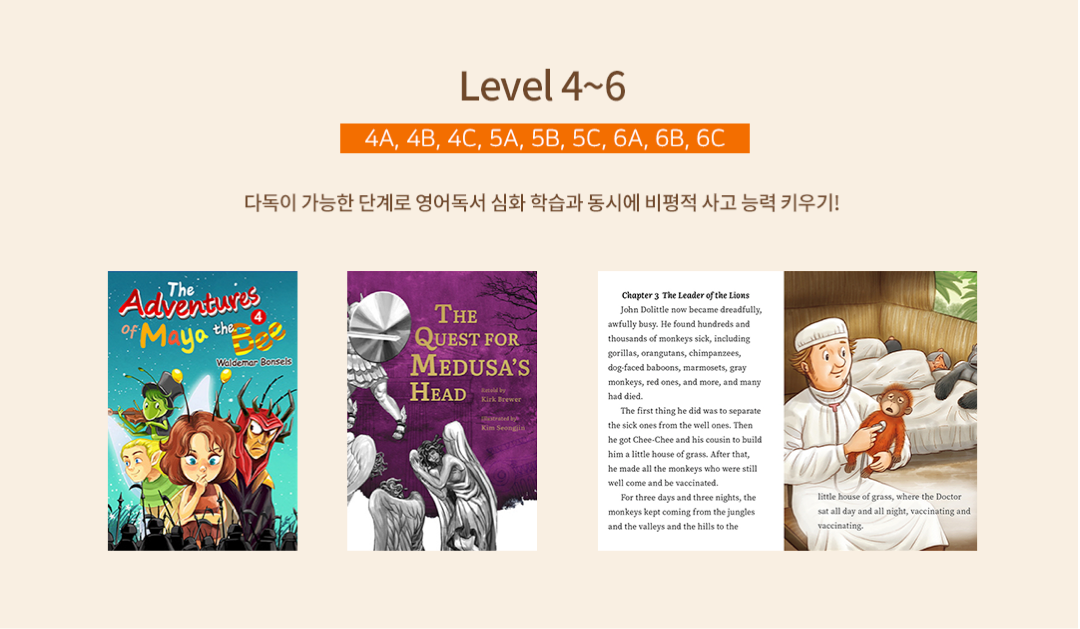 Level 4~6
4A, 4B, 4C, 5A, 5B, 5C, 6A, 6B, 6C
다독이 가능한 단계로 영어독서 심화 학습과 동시에 비평적 사고 능력 키우기!
The
Adventures
4
of Maya the Bee
Waldemar Bonsels
THE
QUEST FOR
MEDUSA'S
HEAD
Retold by
Kirk Brewer
Illustrated by
Kim Seongjin
Chapter 3 The Leader of the Lions
John Dolittle now became dreadfully,
awfully busy. He found hundreds and
thousands of monkeys sick, including
gorillas, orangutans, chimpanzees,
dog-faced baboons, marmosets, gray
monkeys, red ones, and more, and many
had died.
The first thing he did was to separate
the sick ones from the well ones. Then
he got Chee-Chee and his cousin to build
him a little house of grass. After that,
he made all the monkeys who were still
well come and be vaccinated.
For three days and three nights, the
monkeys kept coming from the jungles
and the valleys and the hills to the
little house of grass, where the Doctor
sat all day and all night, vaccinating and
vaccinating.